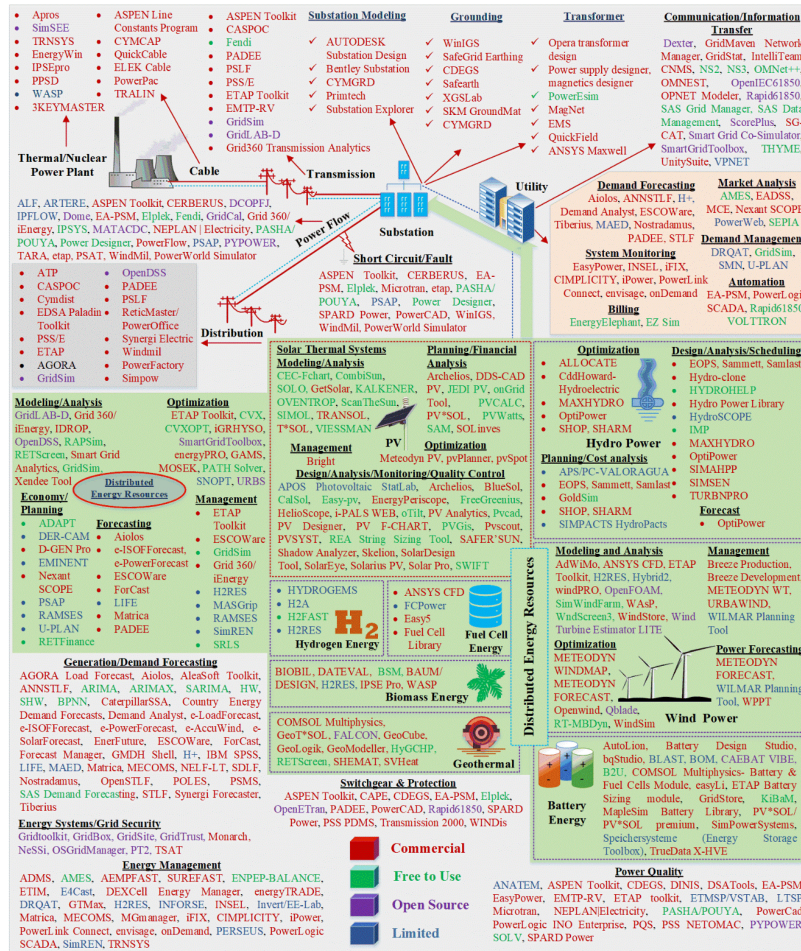 Apros
SimSEE
TRNSYS
EnergyWin
IPSEpro
PPSD
WASP
3KEYMASTER
Thermal/Nuclear
Power Plant
ASPEN Line
Constants Program
CYMCAP
QuickCable
ELEK Cable
PowerPac
TRALIN
Cable
ASPEN Toolkit
CASPOC
Fendi
PADEE
PSLF
PSS/E
ETAP Toolkit
EMTP-RV
GridSim
GridLAB-D
Grid360 Transmission Analytics
Transmission
Substation Modeling
AUTODESK
Substation Design
Bentley Substation
CYMGRD
Primtech
Substation Explorer
Grounding
WinIGS
SafeGrid Earthing
CDEGS
Safearth
XGSLab
SKM GroundMat
CYMGRD
Transformer
Opera transformer
design
Power supply designer,
magnetics designer
PowerEsim
MagNet
EMS
QuickField
ANSYS Maxwell
Communication/Information
Transfer
Dexter, GridMaven Network
Manager, GridStat, IntelliTeam
CNMS, NS2, NS3, OMNet++,
OMNEST, OpenIEC61850,
OPNET Modeler, Rapid61850,
SAS Grid Manager, SAS Data
Management, ScorePlus, SG-
CAT, Smart Grid Co-Simulator,
SmartGridToolbox, THYME,
UnitySuite, VPNET
ALF, ARTERE, ASPEN Toolkit, CERBERUS, DCOPFJ,
IPFLOW, Dome, EA-PSM, Elplek, Fendi, GridCal, Grid 360/
iEnergy, IPSYS, MATACDC, NEPLAN | Electricity, PASHA/
POUYA, Power Designer, PowerFlow, PSAP, PYPOWER,
TARA, etap, PSAT, WindMil, PowerWorld Simulator
Power Flow
Substation
Utility
Demand Forecasting
Aiolos, ANNSTLF, H+,
Demand Analyst, ESCOWare,
Tiberius, MAED, Nostradamus,
PADEE, STLF
System Monitoring
EasyPower, INSEL, iFIX,
CIMPLICITY, iPower, PowerLink
Connect, envisage, onDemand
Billing
EnergyElephant, EZ Sim
Market Analysis
AMES, EADSS,
MCE, Nexant SCOPE,
PowerWeb, SEPIA
Demand Management
DRQAT, GridSim,
SMN, U-PLAN
Automation
EA-PSM, PowerLogic
SCADA, Rapid61850
VOLTTRON
Short Circuit/Fault
ASPEN Toolkit, CERBERUS, EA-
PSM, Elplek, Microtran, etap, PASHA/
POUYA, PSAP, Power Designer,
SPARD Power, PowerCAD, WinIGS,
WindMil, PowerWorld Simulator
ATP
CASPOC
Cymdist
EDSA Paladin
Toolkit
PSS/E
ETAP
AGORA
GridSim
OpenDSS
PADEE
PSLF
ReticMaster/
PowerOffice
Synergi Electric
Windmil
PowerFactory
Simpow
Distribution
Modeling/Analysis
GridLAB-D, Grid 360/
iEnergy, IDROP,
OpenDSS, RAPSim,
RETScreen, Smart Grid
Analytics, GridSim,
Xendee Tool
Optimization
ETAP Toolkit, CVX,
CVXOPT, iGRHYSO,
SmartGridToolbox,
energyPRO, GAMS,
MOSEK, PATH Solver,
SNOPT, URBS
Distributed
Energy Resources
Economy/
Planning
ADAPT
DER-CAM
D-GEN Pro
EMINENT
Nexant
SCOPE
PSAP
RAMSES
U-PLAN
RETFinance
Forecasting
Aiolos
e-ISOFForecast,
e-PowerForecast
ESCOWare
ForCast
LIFE
Matrica
PADEE
Management
ETAP
Toolkit
ESCOWare
GridSim
Grid 360/
iEnergy
H2RES
MASGrip
RAMSES
SimREN
SRLS
Solar Thermal Systems
Modeling/Analysis
CEC-Fchart, CombiSun,
SOLO, GetSolar, KALKENER,
OVENTROP, ScanTheSun,
SIMOL, TRANSOL,
T*SOL, VIESSMAN
Management
Bright
PV
Planning/Financial
Analysis
Archelios, DDS-CAD
PV, JEDI PV, onGrid
Tool, PVCALC,
PV*SOL, PVWatts,
SAM, SOLinves
Optimization
Meteodyn PV, pvPlanner, pvSpot
Design/Analysis/Monitoring/Quality Control
APOS Photovoltaic StatLab, Archelios, BlueSol,
CalSol, Easy-pv, EnergyPeriscope, FreeGreenius,
HelioScope, i-PALS WEB, oTilt, PV Analytics, Pvcad,
PV Designer, PV F-CHART, PVGis, Pvscout,
PVSYST, REA String Sizing Tool, SAFER'SUN,
Shadow Analyzer, Skelion, SolarDesign
Tool, SolarEye, Solarius PV, Solar Pro, SWIFT
Optimization
ALLOCATE
CddHoward-
Hydroelectric
MAXHYDRO
OptiPower
SHOP, SHARM
Hydro Power
Planning/Cost analysis
APS/PC-VALORAGUA
EOPS, Sammett, Samlast
GoldSim
SHOP, SHARM
SIMPACTS HydroPacts
Design/Analysis/Scheduling
EOPS, Sammett, Samlast
Hydro-clone
HYDROHELP
Hydro Power Library
HydroSCOPE
IMP
MAXHYDRO
OptiPower
SIMAHPP
SIMSEN
TURBNPRO
Forecast
OptiPower
HYDROGEMS
H2A
H2FAST
H2RES
H2
Hydrogen Energy
ANSYS CFD
FCPower
Easy5
Fuel Cell
Library
Fuel Cell
Energy
BIOBIL, DATEVAL, BSM, BAUM/
DESIGN, H2RES, IPSE Pro, WASP
Biomass Energy
COMSOL Multiphysics,
GeoT*SOL, FALCON, GeoCube,
GeoLogik, GeoModeller, HyGCHP,
RETScreen, SHEMAT, SVHeat
Geothermal
Distributed Energy Resources
Modeling and Analysis
AdWiMo, ANSYS CFD, ETAP
Toolkit, H2RES, Hybrid2,
windPRO, OpenFOAM,
SimWindFarm, WAsP,
WndScreen3, WindStore, Wind
Turbine Estimator LITE
Management
Breeze Production,
Breeze Development
METEODYN WT,
URBAWIND,
WILMAR Planning
Tool
Optimization
METEODYN
WINDMAP,
METEODYN
FORECAST,
Openwind, Qblade,
RT-MBDyn, WindSim
Power Forecasting
METEODYN
FORECAST,
WILMAR Planning
Tool, WPPT
Wind Power
Battery
Energy
AutoLion, Battery Design Studio,
bqStudio, BLAST, BOM, CAEBAT VIBE,
B2U, COMSOL Multiphysics- Battery &
Fuel Cells Module, easyLi, ETAP Battery
Sizing module, GridStore, KiBaM,
MapleSim Battery Library, PV*SOL/
PV*SOL premium, SimPowerSystems,
Speichersysteme (Energy Storage
Toolbox), TrueData X-HVE
Generation/Demand Forecasting
AGORA Load Forecast, Aiolos, AleaSoft Toolkit,
ANNSTLF, ARIMA, ARIMAX, SARIMA, HW,
SHW, BPNN, CaterpillarSSA, Country Energy
Demand Forecasts, Demand Analyst, e-LoadForecast,
e-ISOFForecast, e-PowerForecast, e-AccuWind, e-
SolarForecast, EnerFuture, ESCOWare, ForCast,
Forecast Manager, GMDH Shell, H+, IBM SPSS,
LIFE, MAED, Matrica, MECOMS, NELF-LT, SDLF,
Nostradamus, OpenSTLF, POLES, PSMS,
SAS Demand Forecasting, STLF, Synergi Forecaster,
Tiberius
Energy Systems/Grid Security
Gridtoolkit, GridBox, GridSite, GridTrust, Monarch,
NeSSi, OSGridManager, PT2, TSAT
Energy Management
ADMS, AMES, AEMPFAST, SUREFAST, ENPEP-BALANCE,
ETIM, E4Cast, DEXCell Energy Manager, energyTRADE,
DRQAT, GTMax, H2RES, INFORSE, INSEL, Invert/EE-Lab,
Matrica, MECOMS, MGmanager, iFIX, CIMPLICITY, iPower,
PowerLink Connect, envisage, onDemand, PERSEUS, PowerLogic
SCADA, SimREN, TRNSYS
Switchgear & Protection
ASPEN Toolkit, CAPE, CDEGS, EA-PSM, Elplek,
OpenETran, PADEE, PowerCAD, Rapid61850, SPARD
Power, PSS PDMS, Transmission 2000, WINDis
Commercial
Free to Use
Open Source
Limited
Power Quality
ANATEM, ASPEN Toolkit, CDEGS, DINIS, DSATools, EA-PSM,
EasyPower, EMTP-RV, ETAP toolkit, ETMSP/VSTAB, LTSP,
Microtran, NEPLAN|Electricity, PASHA/POUYA, PowerCad
PowerLogic INO Enterprise, PQS, PSS NETOMAC, PYPOWER,
SOLV, SPARD Power